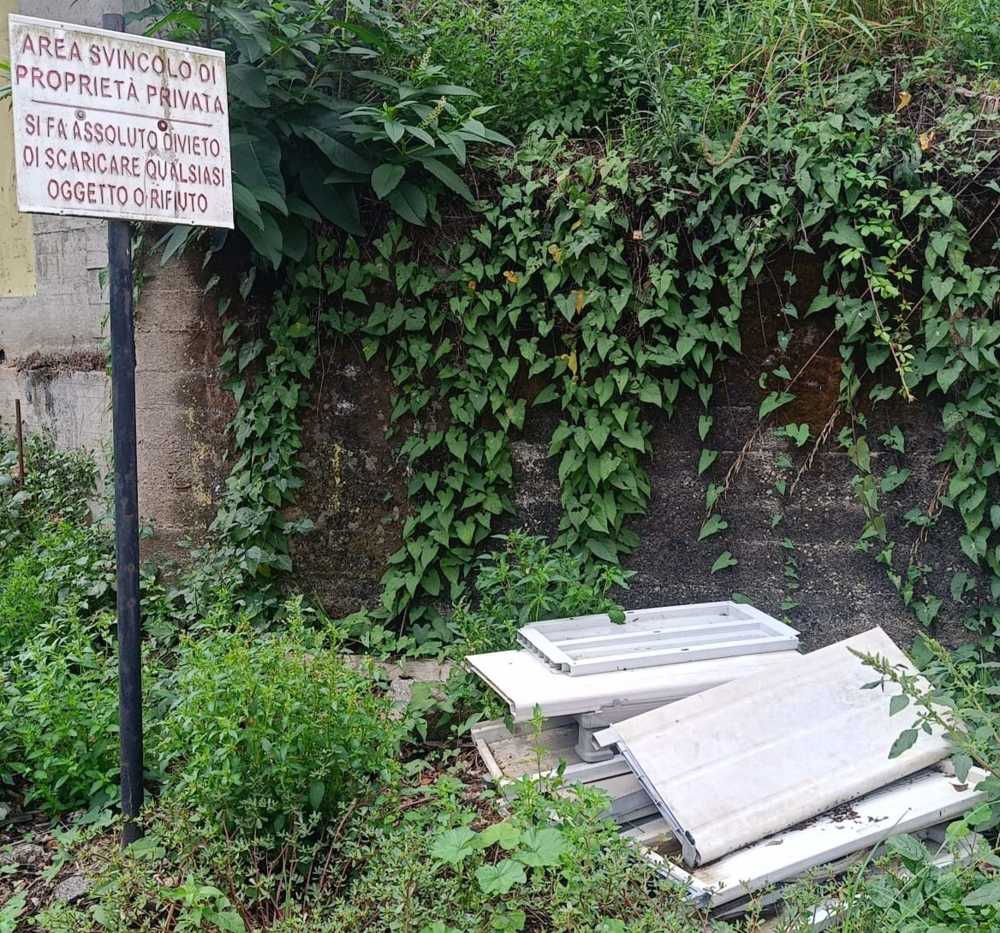 AREA SVINCOLO DI
PROPRIETÀ PRIVATA
SI FA ASSOLUTO DIVIETO
DI SCARICARE QUALSIASI
OGGETTO O RIFIUTO